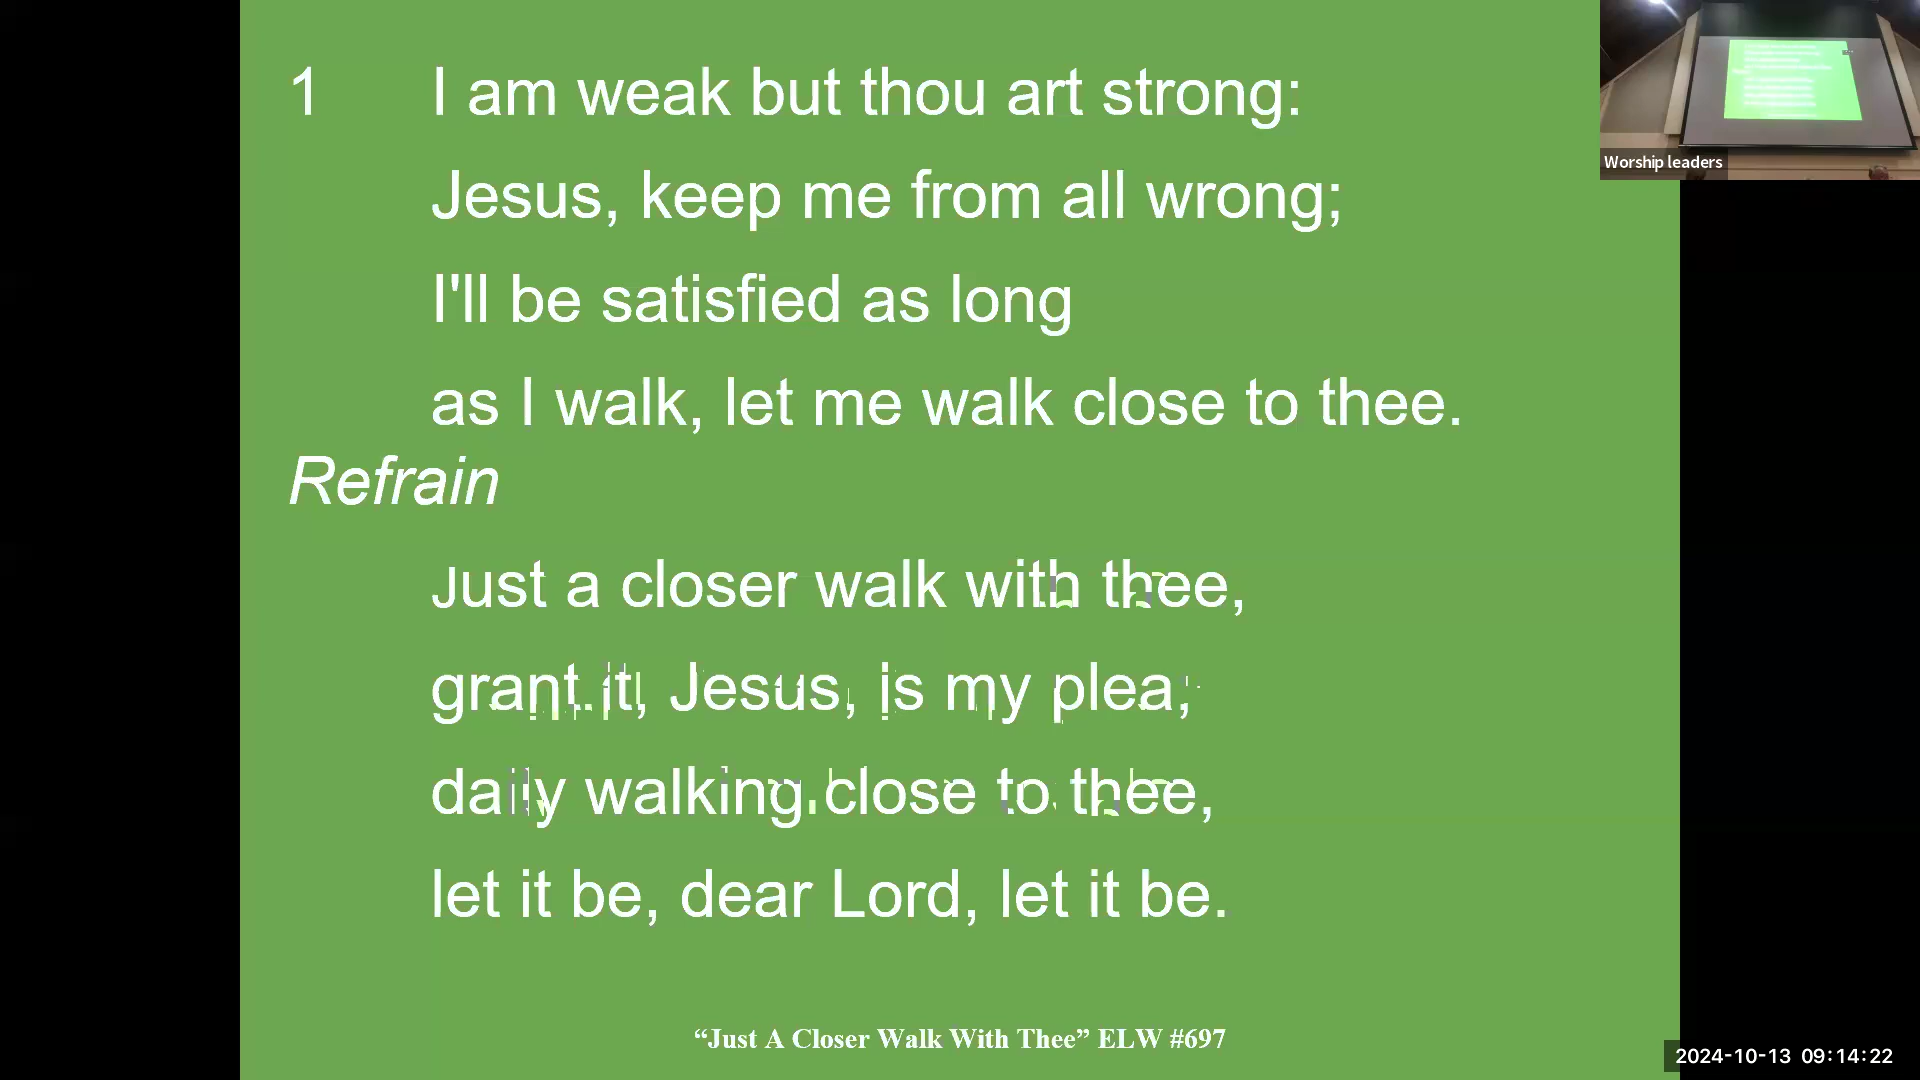 1 I am weak but thou art strong:
Jesus, keep me from all wrong;
I'll be satisfied as long
as I walk, let me walk close to thee.
Refrain
Just a closer walk with thee,
grant it, Jesus, is my plea;
daily walking close to thee,
let it be, dear Lord, let it be.
“Just A Closer Walk With Thee” ELW #697
Worship leaders
2024-10-13 09:14:22